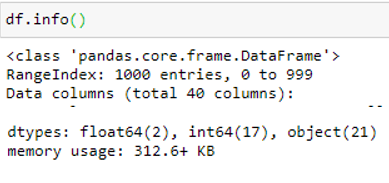 df.info()
<class 'pandas.core.frame.DataFrame'>
RangeIndex: 1000 entries, 0 to 999
Data columns (total 40 columns):
dtypes: float64(2), int64(17), object(21)
memory usage: 312.6+ KB